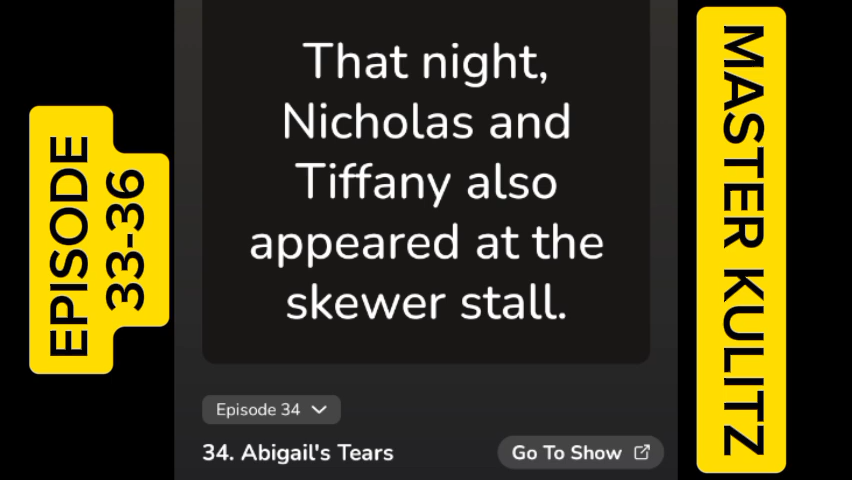 EPISODE
33-36
That night,
Nicholas and
Tiffany also
appeared at the
skewer stall.
Episode 34
34. Abigail's Tears
Go To Show
MASTER KULITZ